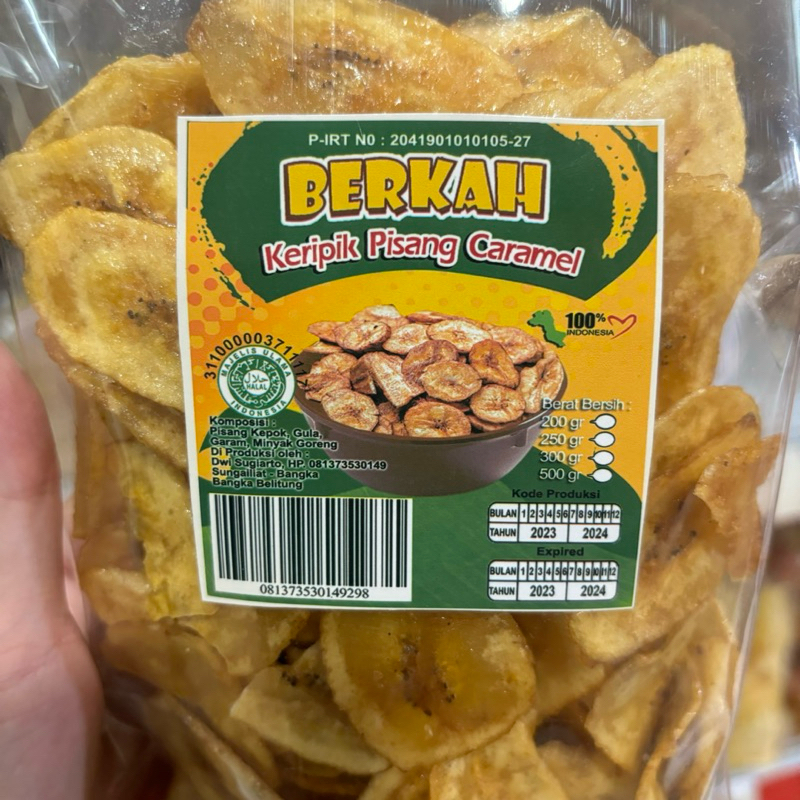 P-IRT N0 : 2041901010105-27
BERKAH
Keripik Pisang Caramel
100%
INDONESIA
MAJELIS ULAMA
حلال
HALAL
INDONESIA
Komposisi :
Pisang Kepok, Gula,
Garam, Minyak Goreng
Di Produksi oleh :
Dwi Sugiarto, HP. 081373530149
Sungailiat - Bangka
Bangka Belitung
081373530149298
Berat Bersih :
200 gr
250 gr
300 gr
500 gr
Kode Produksi
BULAN 1 2 3 4 5 6 7 8 9 10 11 12
TAHUN 2023 2024
Expired
BULAN 1 2 3 4 5 6 7 8 9 10 11 12
TAHUN 2023 2024